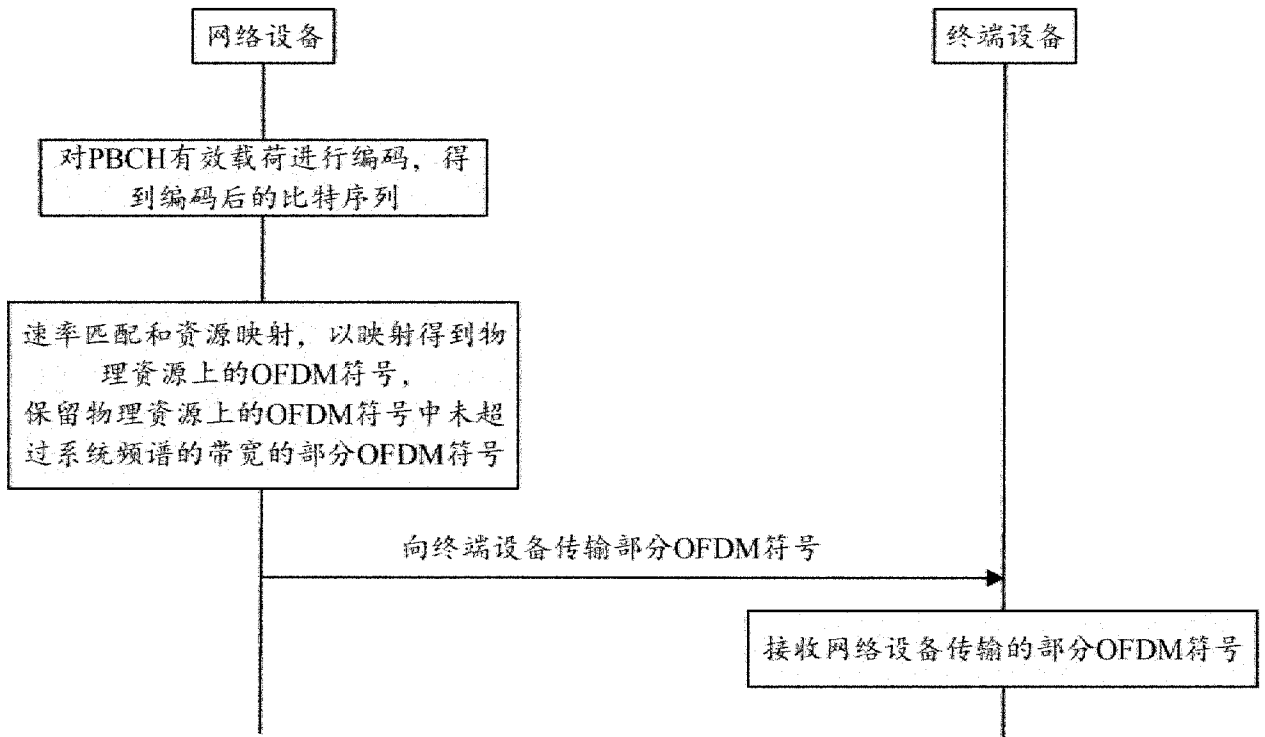 网络设备
终端设备
对PBCH有效载荷进行编码，得
到编码后的比特序列
速率匹配和资源映射，以映射得到物
理资源上的OFDM符号，
保留物理资源上的OFDM符号中未超
过系统频谱的带宽的部分OFDM符号
向终端设备传输部分OFDM符号
接收网络设备传输的部分OFDM符号